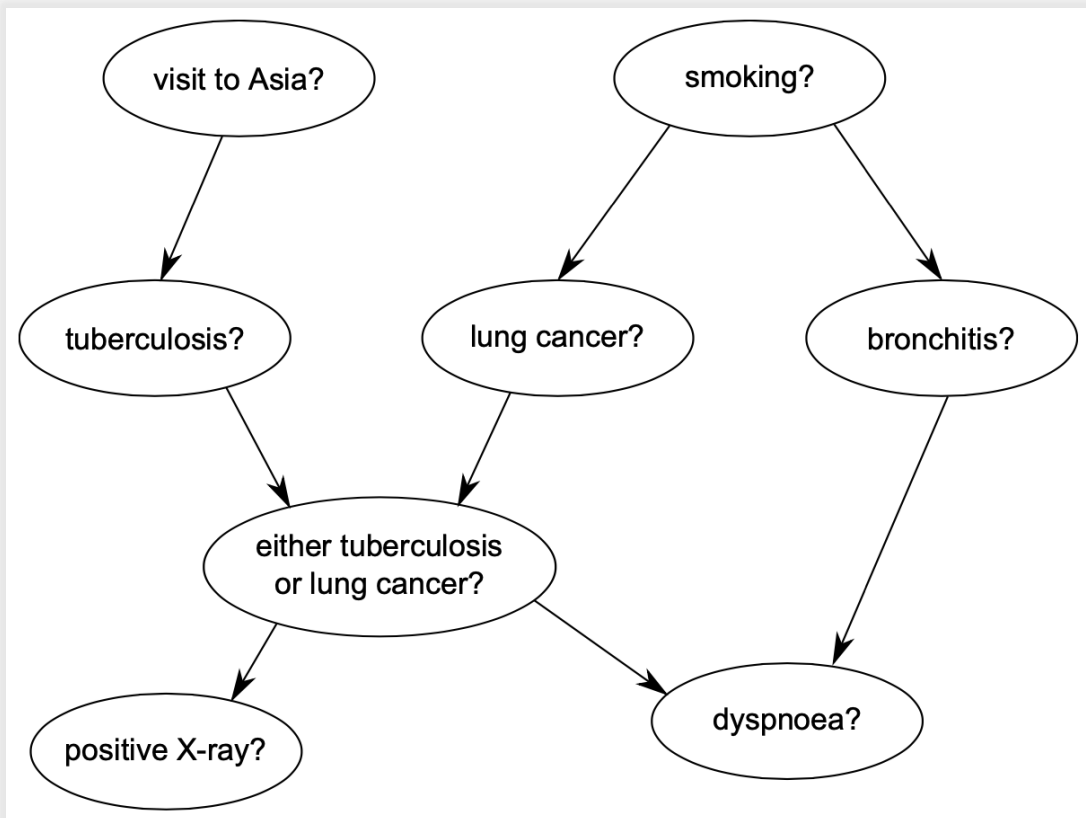 visit to Asia?
smoking?
tuberculosis?
lung cancer?
bronchitis?
either tuberculosis
or lung cancer?
positive X-ray?
dyspnoea?